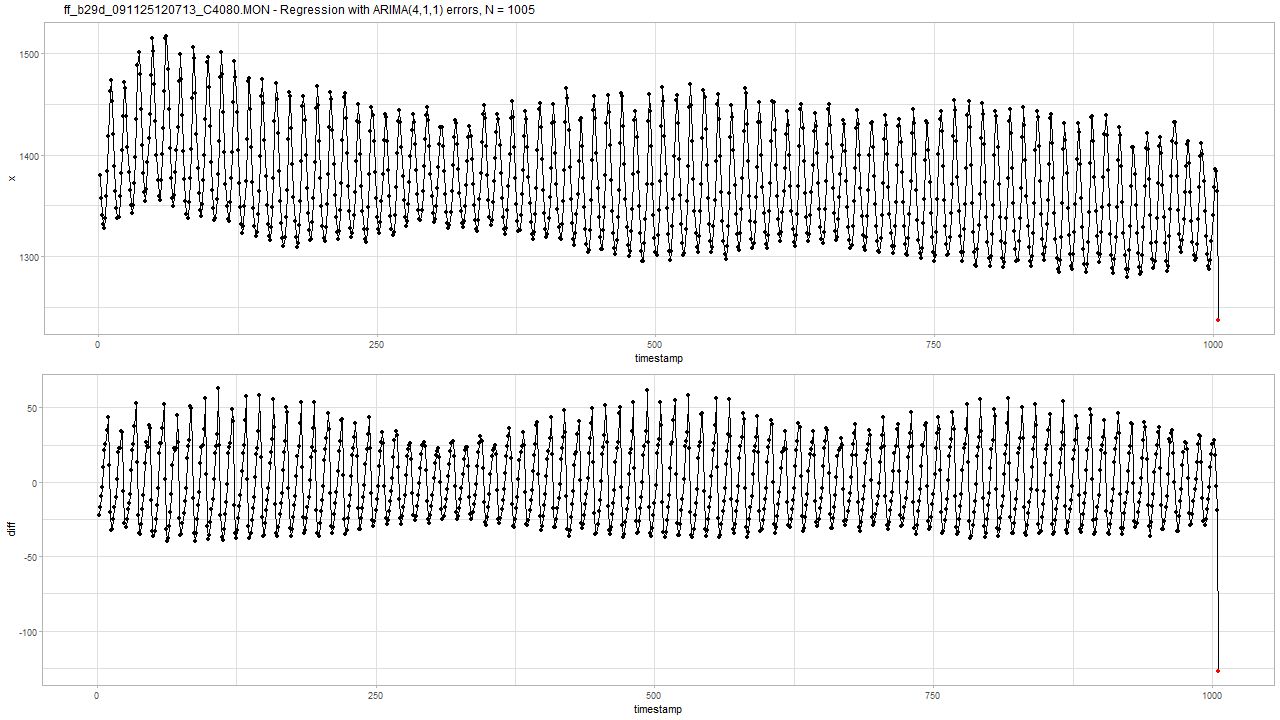 ff_b29d_091125120713_C4080.MON - Regression with ARIMA(4,1,1) errors, N = 1005
1500
1400
1300
x
0 250 500 750 1000
timestamp
50
0
-50
-100
diff
0 250 500 750 1000
timestamp